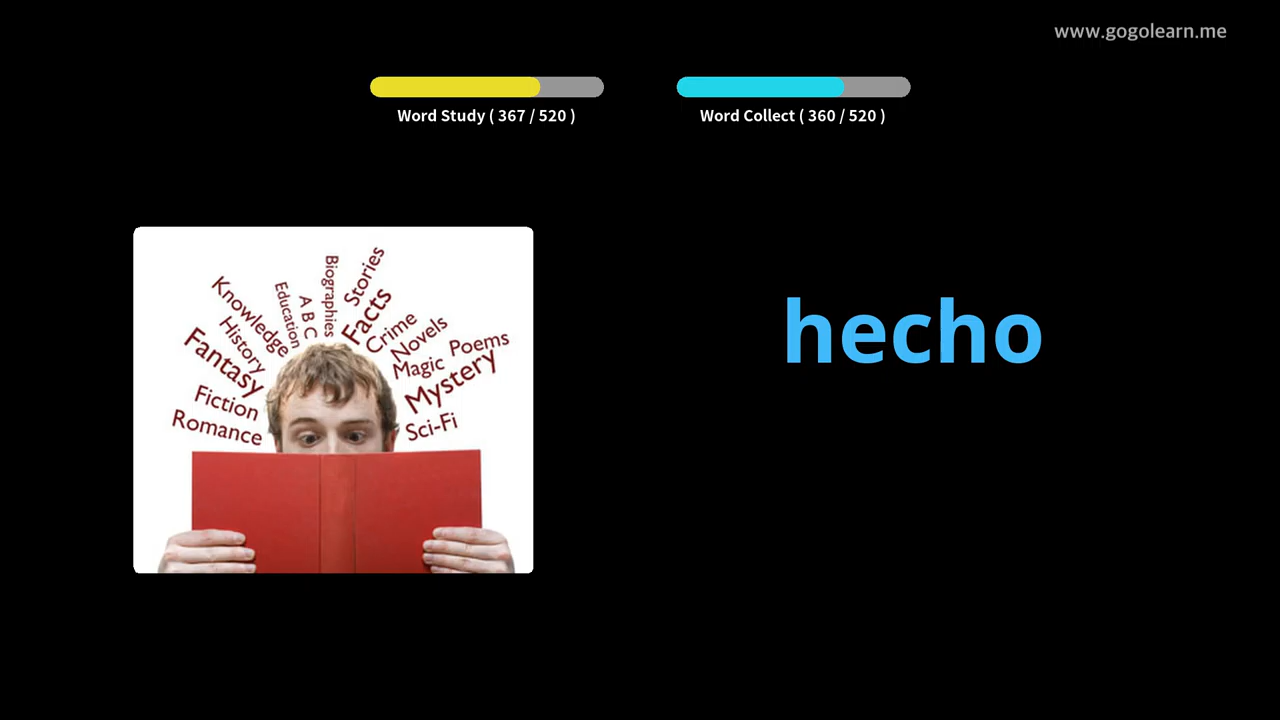 www.gogolearn.me
Word Study ( 367 / 520 )
Word Collect ( 360 / 520 )
hecho
Romance
Fiction
Fantasy
History
Knowledge
Education
A B C
Biographies
Stories
Facts
Crime
Novels
Poems
Magic
Mystery
Sci-Fi